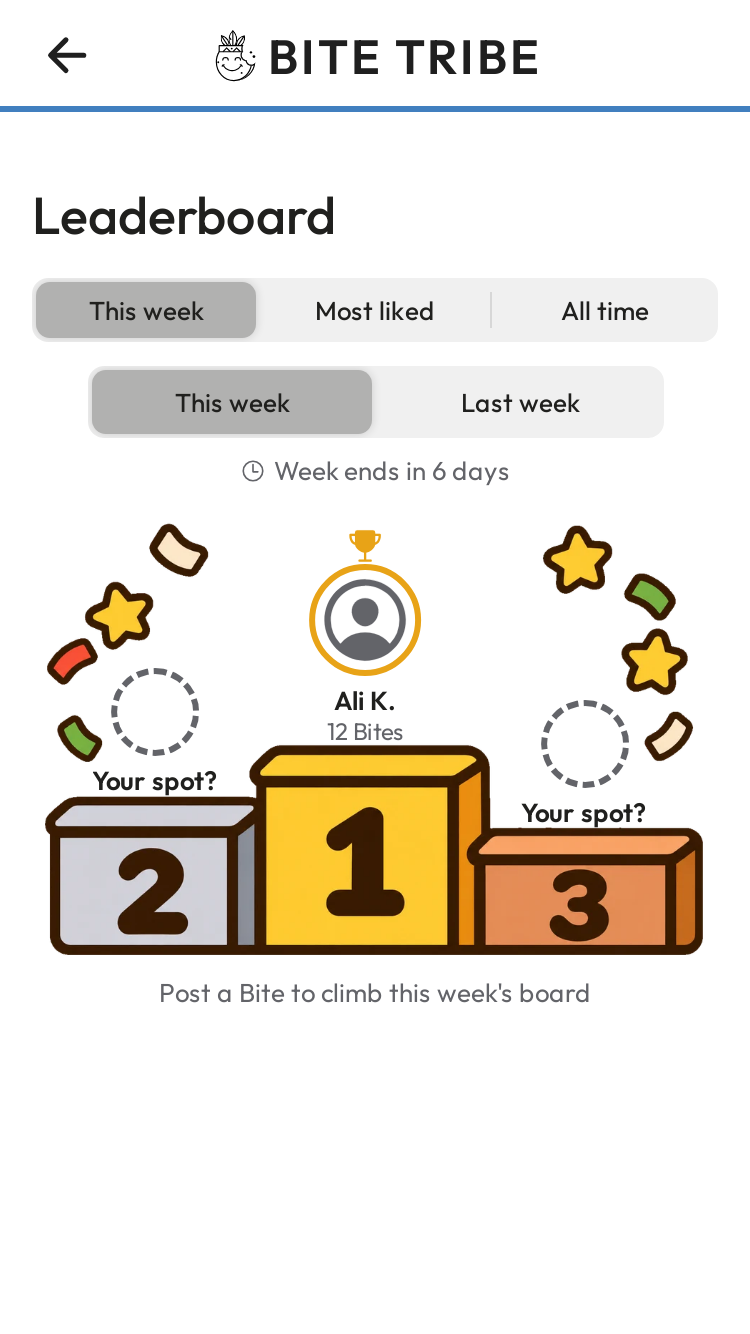 BITE TRIBE
Leaderboard
This week
Most liked
All time
This week
Last week
Week ends in 6 days
Ali K.
12 Bites
Your spot?
Your spot?
2
1
3
Post a Bite to climb this week's board